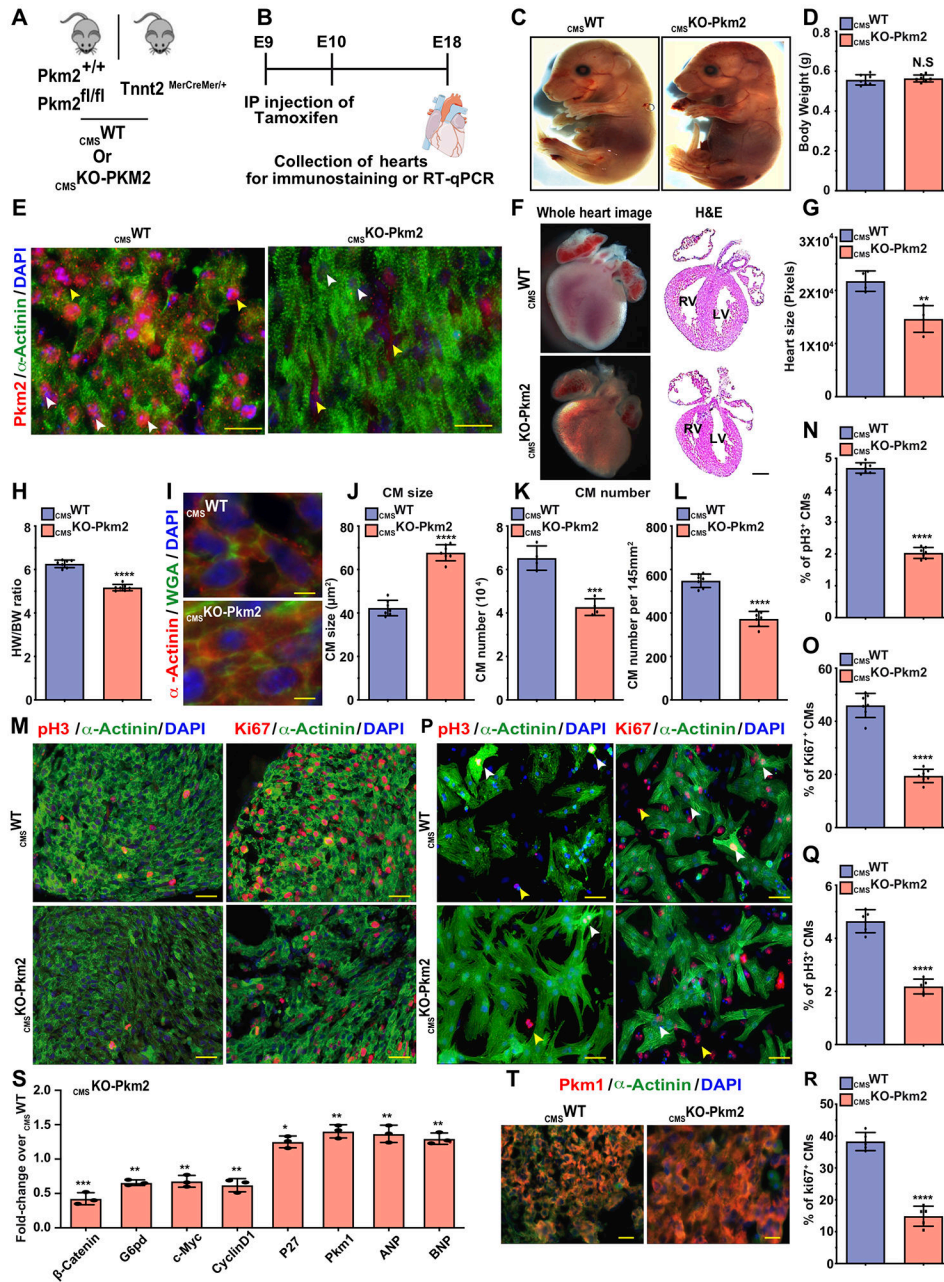 A
Pkm2+/+
Pkm2fl/fl
Tnnt2 MerCreMer/+
CMSWT
Or
CMSKO-PKM2
B
E9 E10 E18
IP injection of
Tamoxifen
Collection of hearts
for immunostaining or RT-qPCR
C
CMSWT
CMSKO-Pkm2
D
CMSWT
CMSKO-Pkm2
N.S
Body Weight (g)
0.8
0.6
0.4
0.2
0
E
CMSWT
CMSKO-Pkm2
Pkm2/α-Actinin/DAPI
F
Whole heart image
H&E
CMSWT
RV
LV
CMSKO-Pkm2
RV
LV
G
CMSWT
CMSKO-Pkm2
**
Heart size (Pixels)
3X10⁴
2X10⁴
1X10⁴
0
H
CMSWT
CMSKO-Pkm2
****
HW/BW ratio
8
6
4
2
0
I
α-Actinin/WGA/DAPI
CMSWT
CMSKO-Pkm2
J
CM size
CMSWT
CMSKO-Pkm2
****
CM size (µm²)
80
60
40
20
0
K
CM number
***
CM number (10⁴)
8
6
4
2
0
L
CMSWT
CMSKO-Pkm2
****
CM number per 145mm²
800
600
400
200
0
M
pH3 /α-Actinin/DAPI
Ki67/α-Actinin/DAPI
CMSWT
CMSKO-Pkm2
N
CMSWT
CMSKO-Pkm2
****
% of pH3⁺ CMs
6
4
2
0
O
CMSWT
CMSKO-Pkm2
****
% of Ki67⁺ CMs
60
40
20
0
P
pH3/α-Actinin/DAPI
Ki67/α-Actinin/DAPI
CMSWT
CMSKO-Pkm2
Q
CMSWT
CMSKO-Pkm2
****
% of pH3⁺ CMs
6
4
2
0
R
CMSWT
CMSKO-Pkm2
****
% of ki67⁺ CMs
50
40
30
20
10
0
S
CMSKO-Pkm2
Fold-change over CMSWT
2.0
1.5
1.0
0.5
0.0
*** ** ** ** * ** ** **
β-Catenin G6pd c-Myc CyclinD1 P27 Pkm1 ANP BNP
T
Pkm1/α-Actinin/DAPI
CMSWT
CMSKO-Pkm2